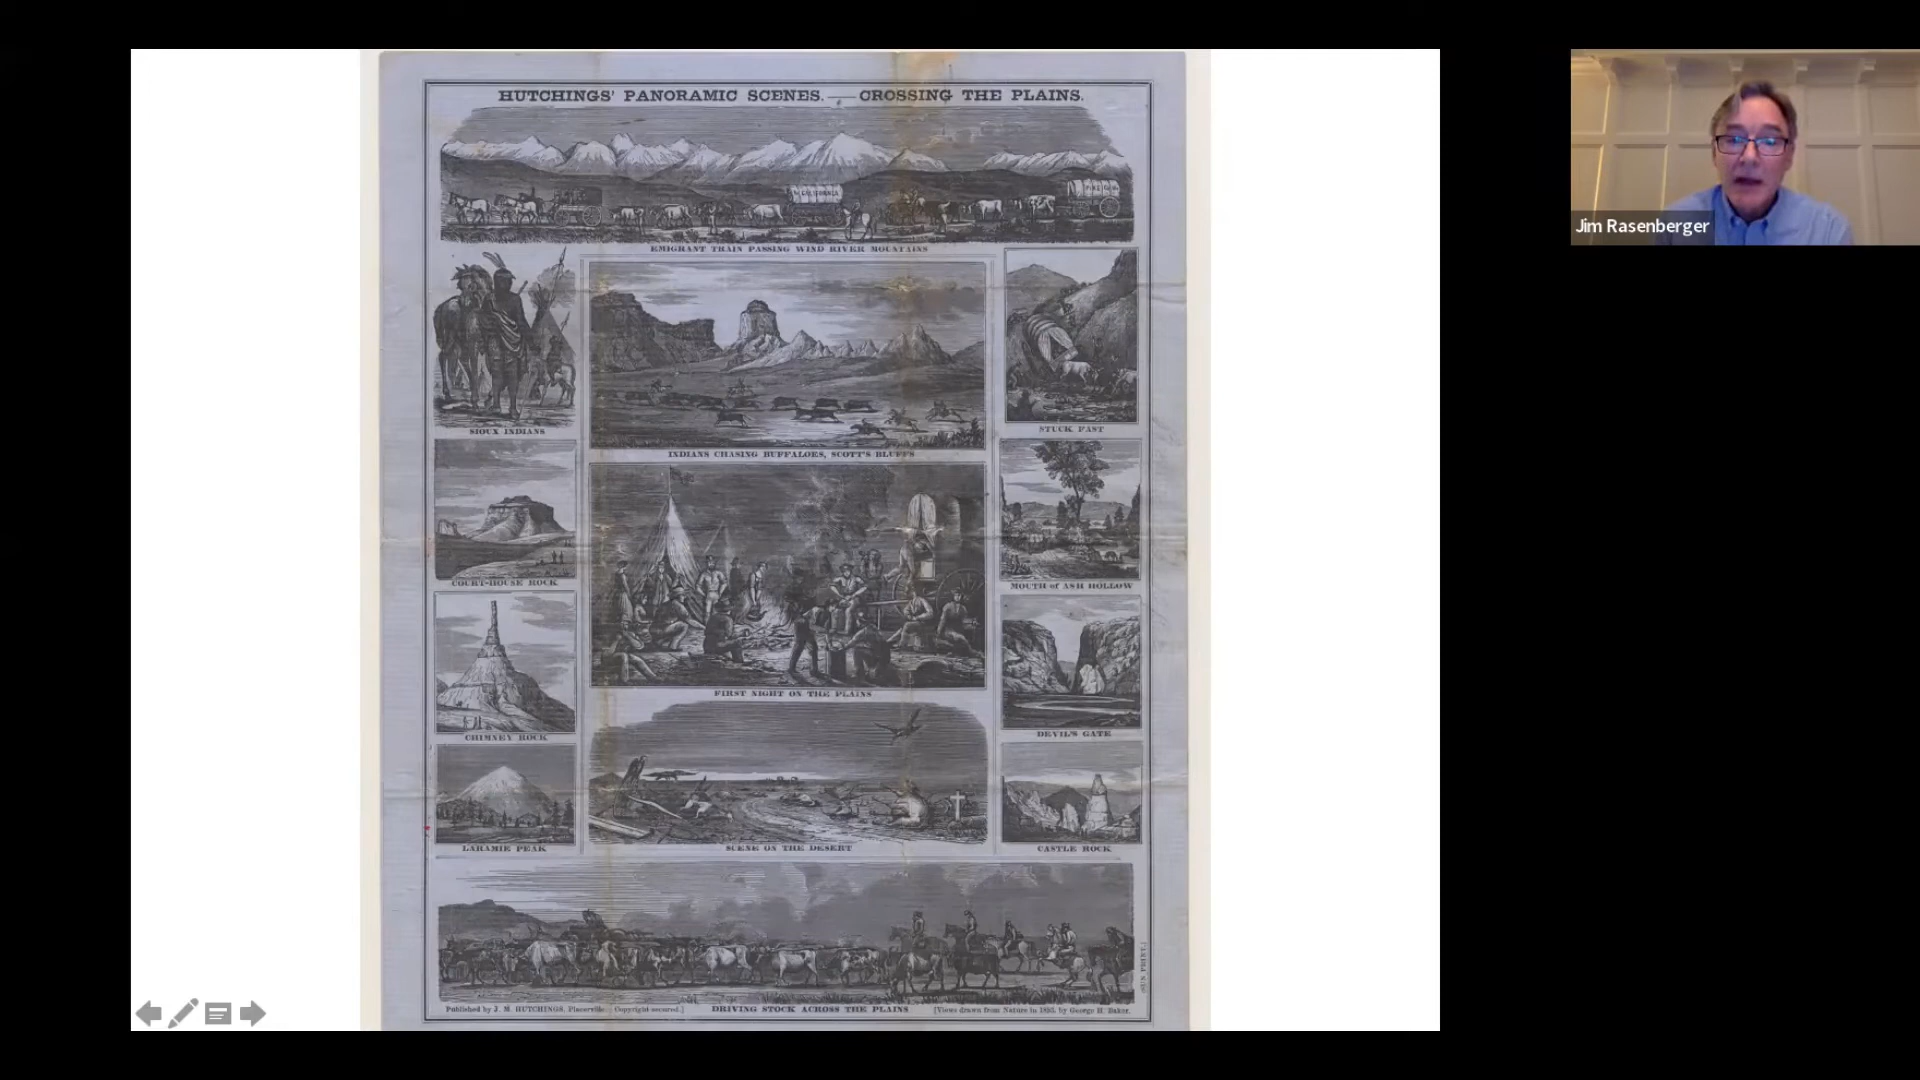 HUTCHINGS' PANORAMIC SCENES.—CROSSING THE PLAINS.
EMIGRANT TRAIN PASSING WIND RIVER MOUNTAINS
SIOUX INDIANS
INDIANS CHASING BUFFALOES, SCOTT'S BLUFFS
STUCK FAST
COURT-HOUSE ROCK
MOUTH of ASH HOLLOW
CHIMNEY ROCK
FIRST NIGHT ON THE PLAINS
DEVIL'S GATE
LARAMIE PEAK
SCENE ON THE DESERT
CASTLE ROCK
Published by J. M. HUTCHINGS, Placerville Copyright secured.]
DRIVING STOCK ACROSS THE PLAINS
[Views drawn from Nature in 1853, by George H. Baker.
SUN PRINT.
Jim Rasenberger